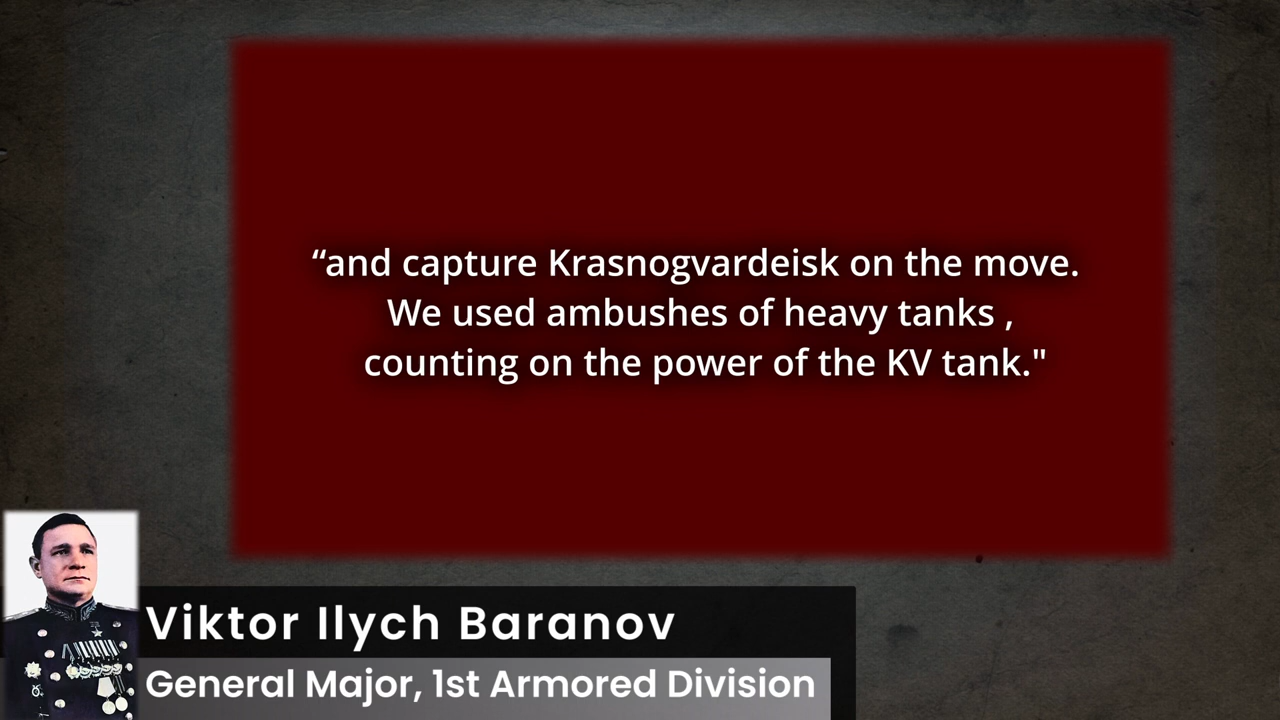 “and capture Krasnogvardeisk on the move.
We used ambushes of heavy tanks ,
counting on the power of the KV tank."
Viktor Ilych Baranov
General Major, 1st Armored Division